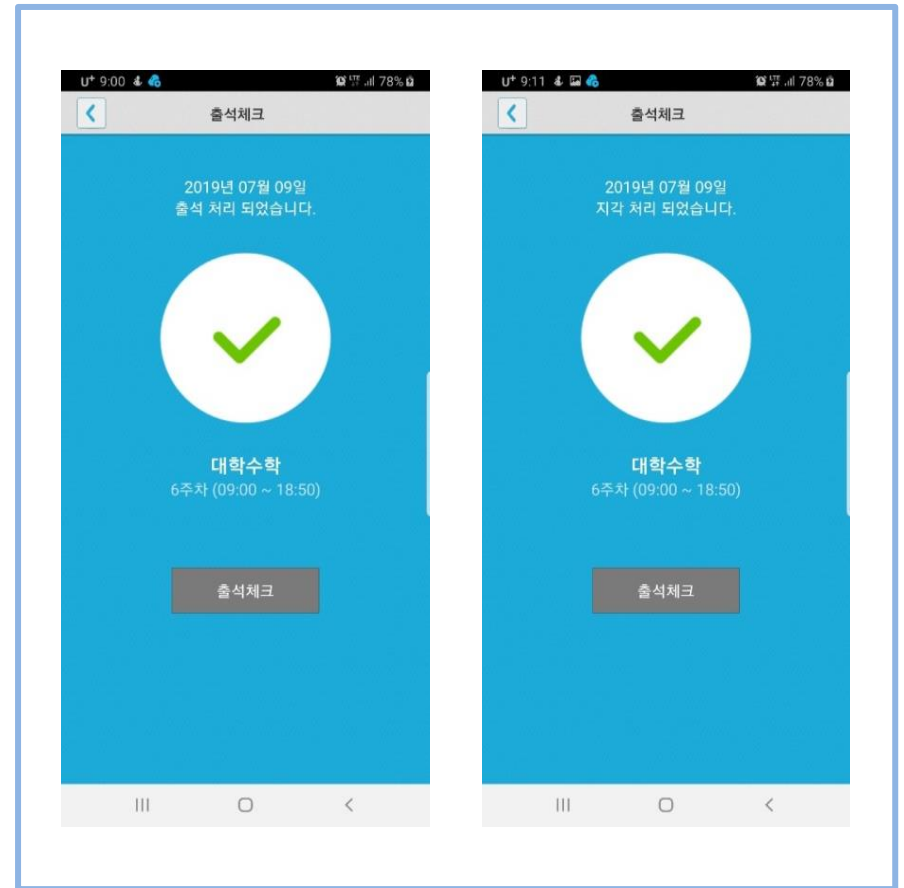 U+ 9:00
LTE 78%
출석체크
2019년 07월 09일
출석 처리 되었습니다.
대학수학
6주차 (09:00 ~ 18:50)
출석체크
U+ 9:11
LTE 78%
출석체크
2019년 07월 09일
지각 처리 되었습니다.
대학수학
6주차 (09:00 ~ 18:50)
출석체크